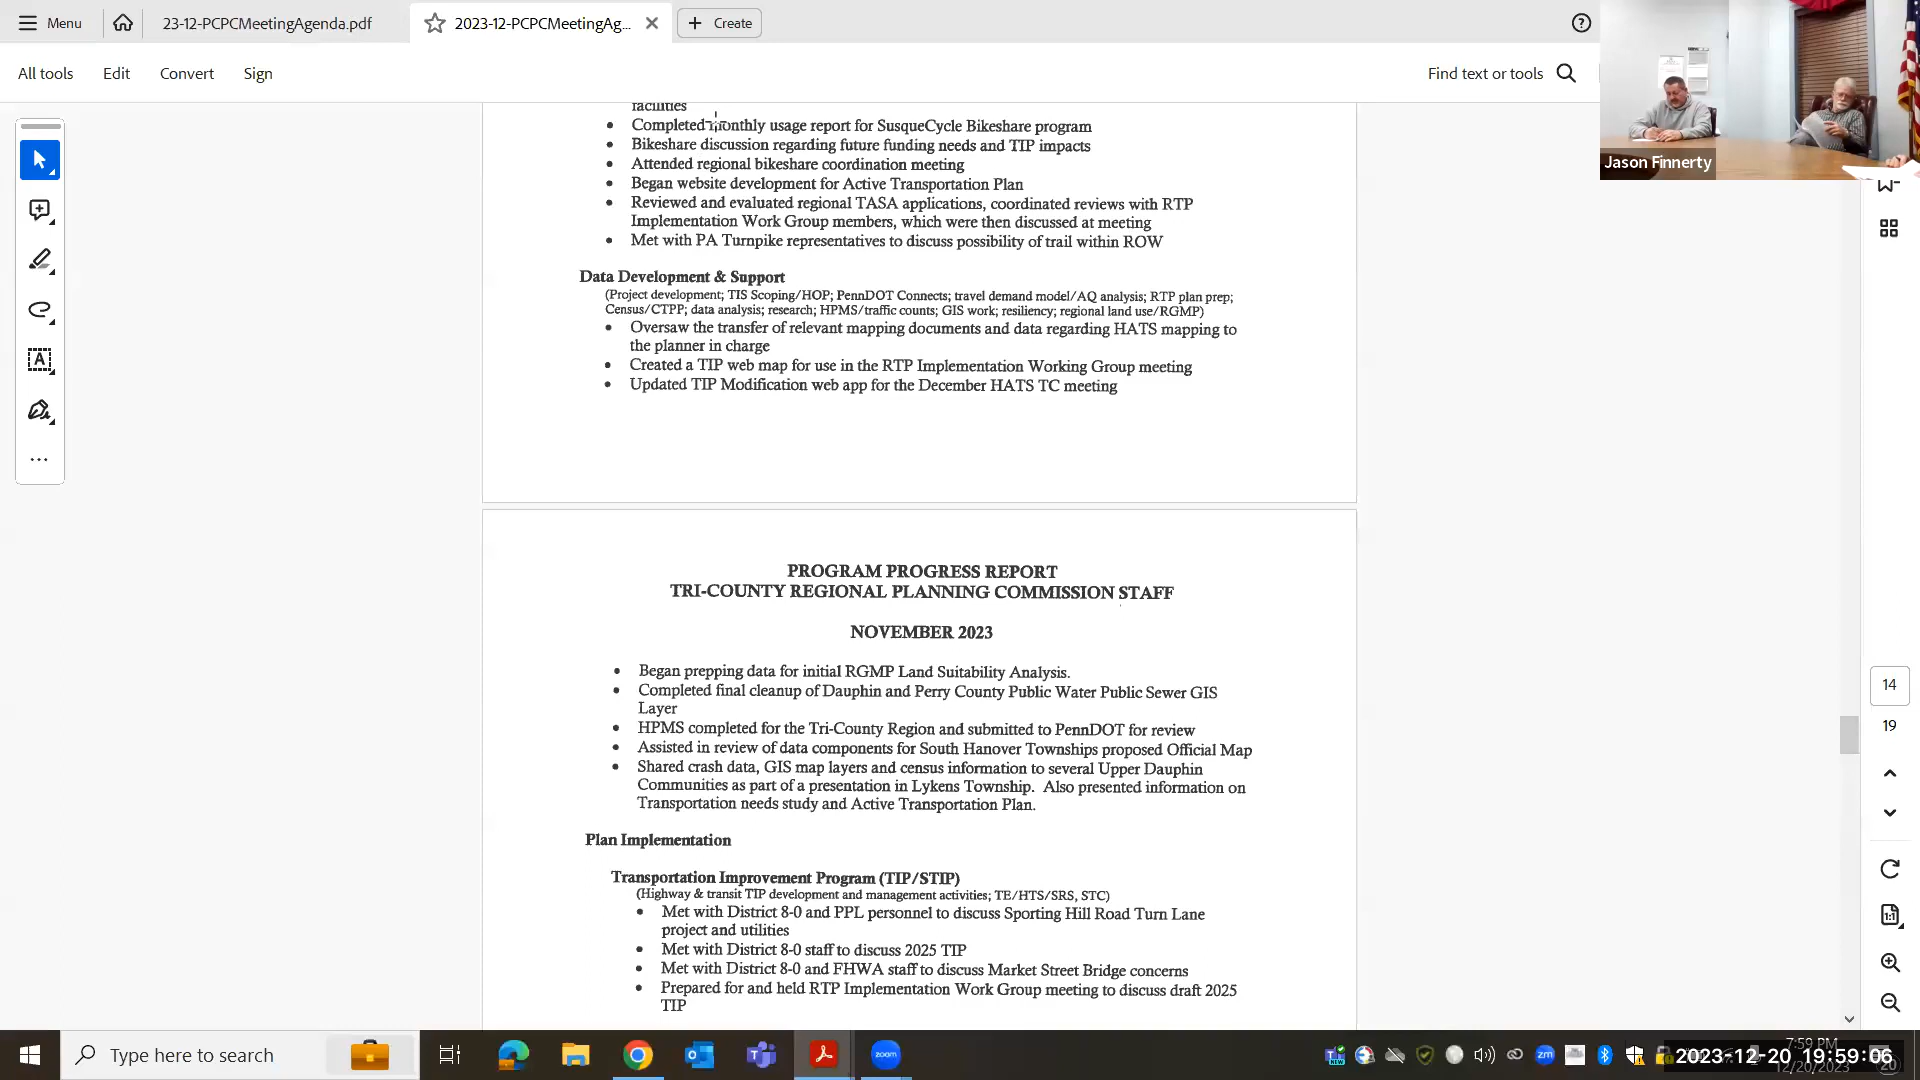 Menu
23-12-PCPCMeetingAgenda.pdf
2023-12-PCPCMeetingAg...
Create
All tools
Edit
Convert
Sign
Find text or tools
Jason Finnerty
facilities
• Completed monthly usage report for SusqueCycle Bikeshare program
• Bikeshare discussion regarding future funding needs and TIP impacts
• Attended regional bikeshare coordination meeting
• Began website development for Active Transportation Plan
• Reviewed and evaluated regional TASA applications, coordinated reviews with RTP
Implementation Work Group members, which were then discussed at meeting
• Met with PA Turnpike representatives to discuss possibility of trail within ROW
Data Development & Support
(Project development; TIS Scoping/HOP; PennDOT Connects; travel demand model/AQ analysis; RTP plan prep;
Census/CTPP; data analysis; research; HPMS/traffic counts; GIS work; resiliency; regional land use/RGMP)
• Oversaw the transfer of relevant mapping documents and data regarding HATS mapping to
the planner in charge
• Created a TIP web map for use in the RTP Implementation Working Group meeting
• Updated TIP Modification web app for the December HATS TC meeting
PROGRAM PROGRESS REPORT
TRI-COUNTY REGIONAL PLANNING COMMISSION STAFF
NOVEMBER 2023
• Began prepping data for initial RGMP Land Suitability Analysis.
• Completed final cleanup of Dauphin and Perry County Public Water Public Sewer GIS
Layer
• HPMS completed for the Tri-County Region and submitted to PennDOT for review
• Assisted in review of data components for South Hanover Townships proposed Official Map
• Shared crash data, GIS map layers and census information to several Upper Dauphin
Communities as part of a presentation in Lykens Township. Also presented information on
Transportation needs study and Active Transportation Plan.
Plan Implementation
Transportation Improvement Program (TIP/STIP)
(Highway & transit TIP development and management activities; TE/HTS/SRS, STC)
• Met with District 8-0 and PPL personnel to discuss Sporting Hill Road Turn Lane
project and utilities
• Met with District 8-0 staff to discuss 2025 TIP
• Met with District 8-0 and FHWA staff to discuss Market Street Bridge concerns
• Prepared for and held RTP Implementation Work Group meeting to discuss draft 2025
TIP
14
19
1:1
Type here to search
zoom
zm
7:59 PM
2023-12-20 19:59:06
12/20/2023
20